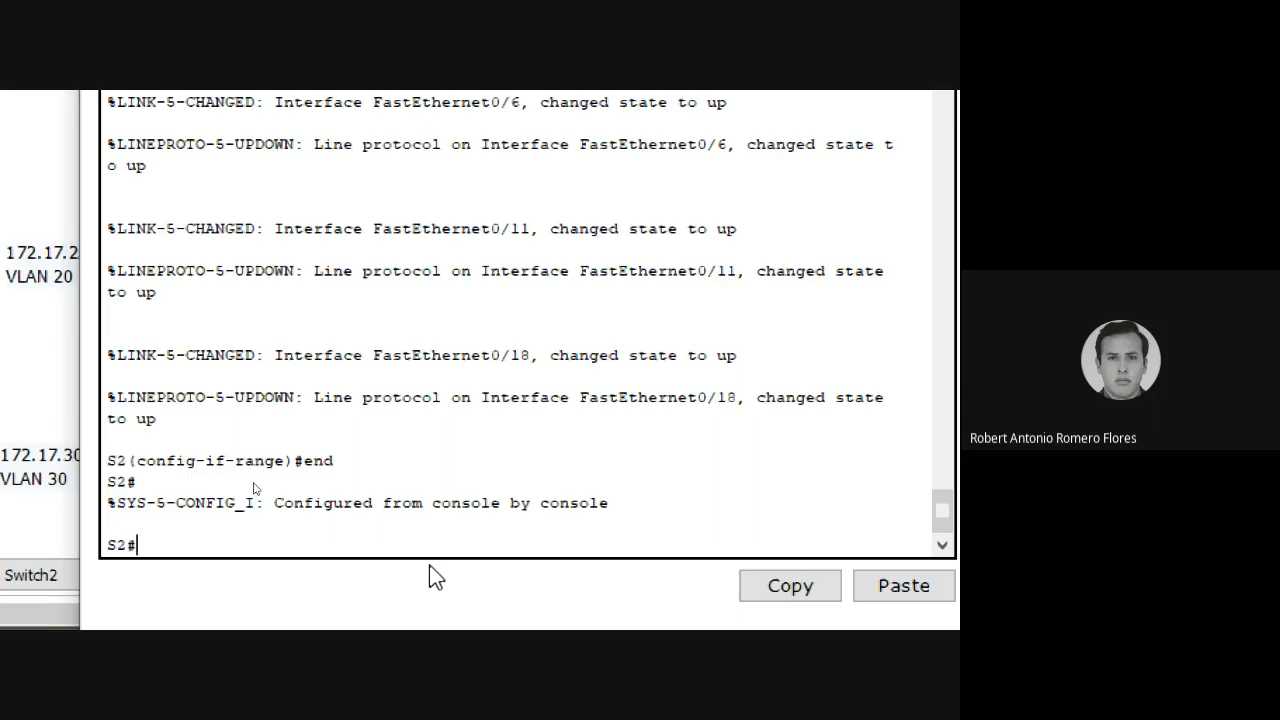 %LINK-5-CHANGED: Interface FastEthernet0/6, changed state to up
%LINEPROTO-5-UPDOWN: Line protocol on Interface FastEthernet0/6, changed state t
o up
%LINK-5-CHANGED: Interface FastEthernet0/11, changed state to up
172.17.2
VLAN 20
%LINEPROTO-5-UPDOWN: Line protocol on Interface FastEthernet0/11, changed state
to up
%LINK-5-CHANGED: Interface FastEthernet0/18, changed state to up
%LINEPROTO-5-UPDOWN: Line protocol on Interface FastEthernet0/18, changed state
to up
Robert Antonio Romero Flores
172.17.30
VLAN 30
S2(config-if-range)#end
S2#
%SYS-5-CONFIG_I: Configured from console by console
S2#
Switch2
Copy
Paste